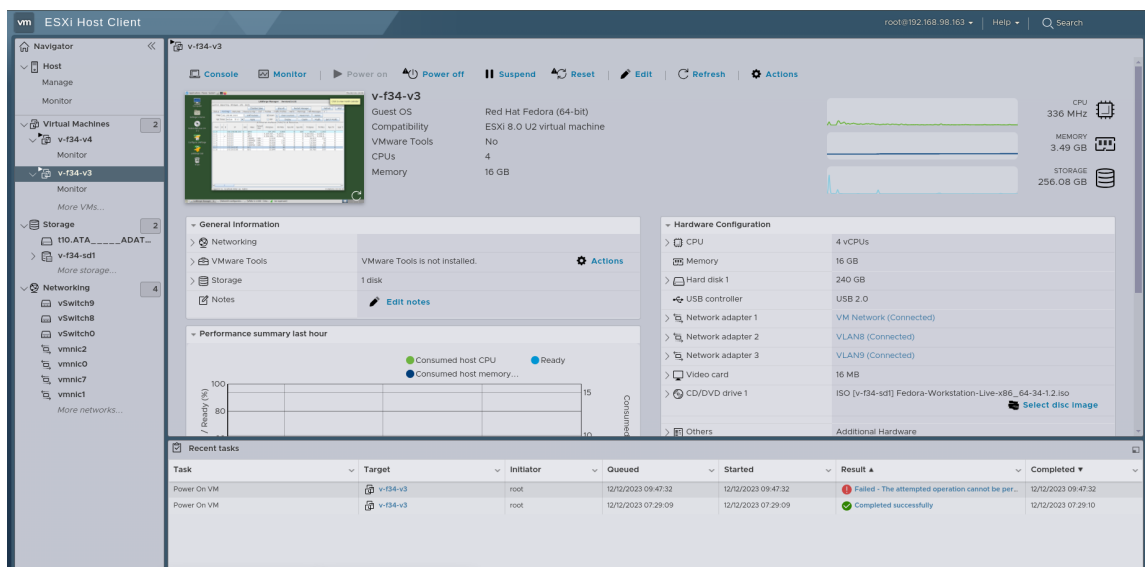 vm ESXi Host Client root@192.168.98.163 Help Search
Navigator
Host
Manage
Monitor
Virtual Machines 2
v-f34-v4
Monitor
v-f34-v3
Monitor
More VMs...
Storage 2
t10.ATA_____ADAT...
v-f34-sd1
More storage...
Networking 4
vSwitch9
vSwitch8
vSwitch0
vmnic2
vmnic0
vmnic7
vmnic1
More networks...
v-f34-v3
Console Monitor Power on Power off Suspend Reset Edit Refresh Actions
v-f34-v3
Guest OS Red Hat Fedora (64-bit)
Compatibility ESXi 8.0 U2 virtual machine
VMware Tools No
CPUs 4
Memory 16 GB
CPU
336 MHz
MEMORY
3.49 GB
STORAGE
256.08 GB
General Information
Networking
VMware Tools VMware Tools is not installed. Actions
Storage 1 disk
Notes Edit notes
Performance summary last hour
Consumed host CPU Ready
Consumed host memory...
100 15
80
10
/ Ready (%)
Consumed
Hardware Configuration
CPU 4 vCPUs
Memory 16 GB
Hard disk 1 240 GB
USB controller USB 2.0
Network adapter 1 VM Network (Connected)
Network adapter 2 VLAN8 (Connected)
Network adapter 3 VLAN9 (Connected)
Video card 16 MB
CD/DVD drive 1 ISO [v-f34-sd1] Fedora-Workstation-Live-x86_64-34-1.2.iso
Select disc image
Others Additional Hardware
Recent tasks
Task Target Initiator Queued Started Result Completed
Power On VM v-f34-v3 root 12/12/2023 09:47:32 12/12/2023 09:47:32 Failed - The attempted operation cannot be per... 12/12/2023 09:47:32
Power On VM v-f34-v3 root 12/12/2023 07:29:09 12/12/2023 07:29:09 Completed successfully 12/12/2023 07:29:10